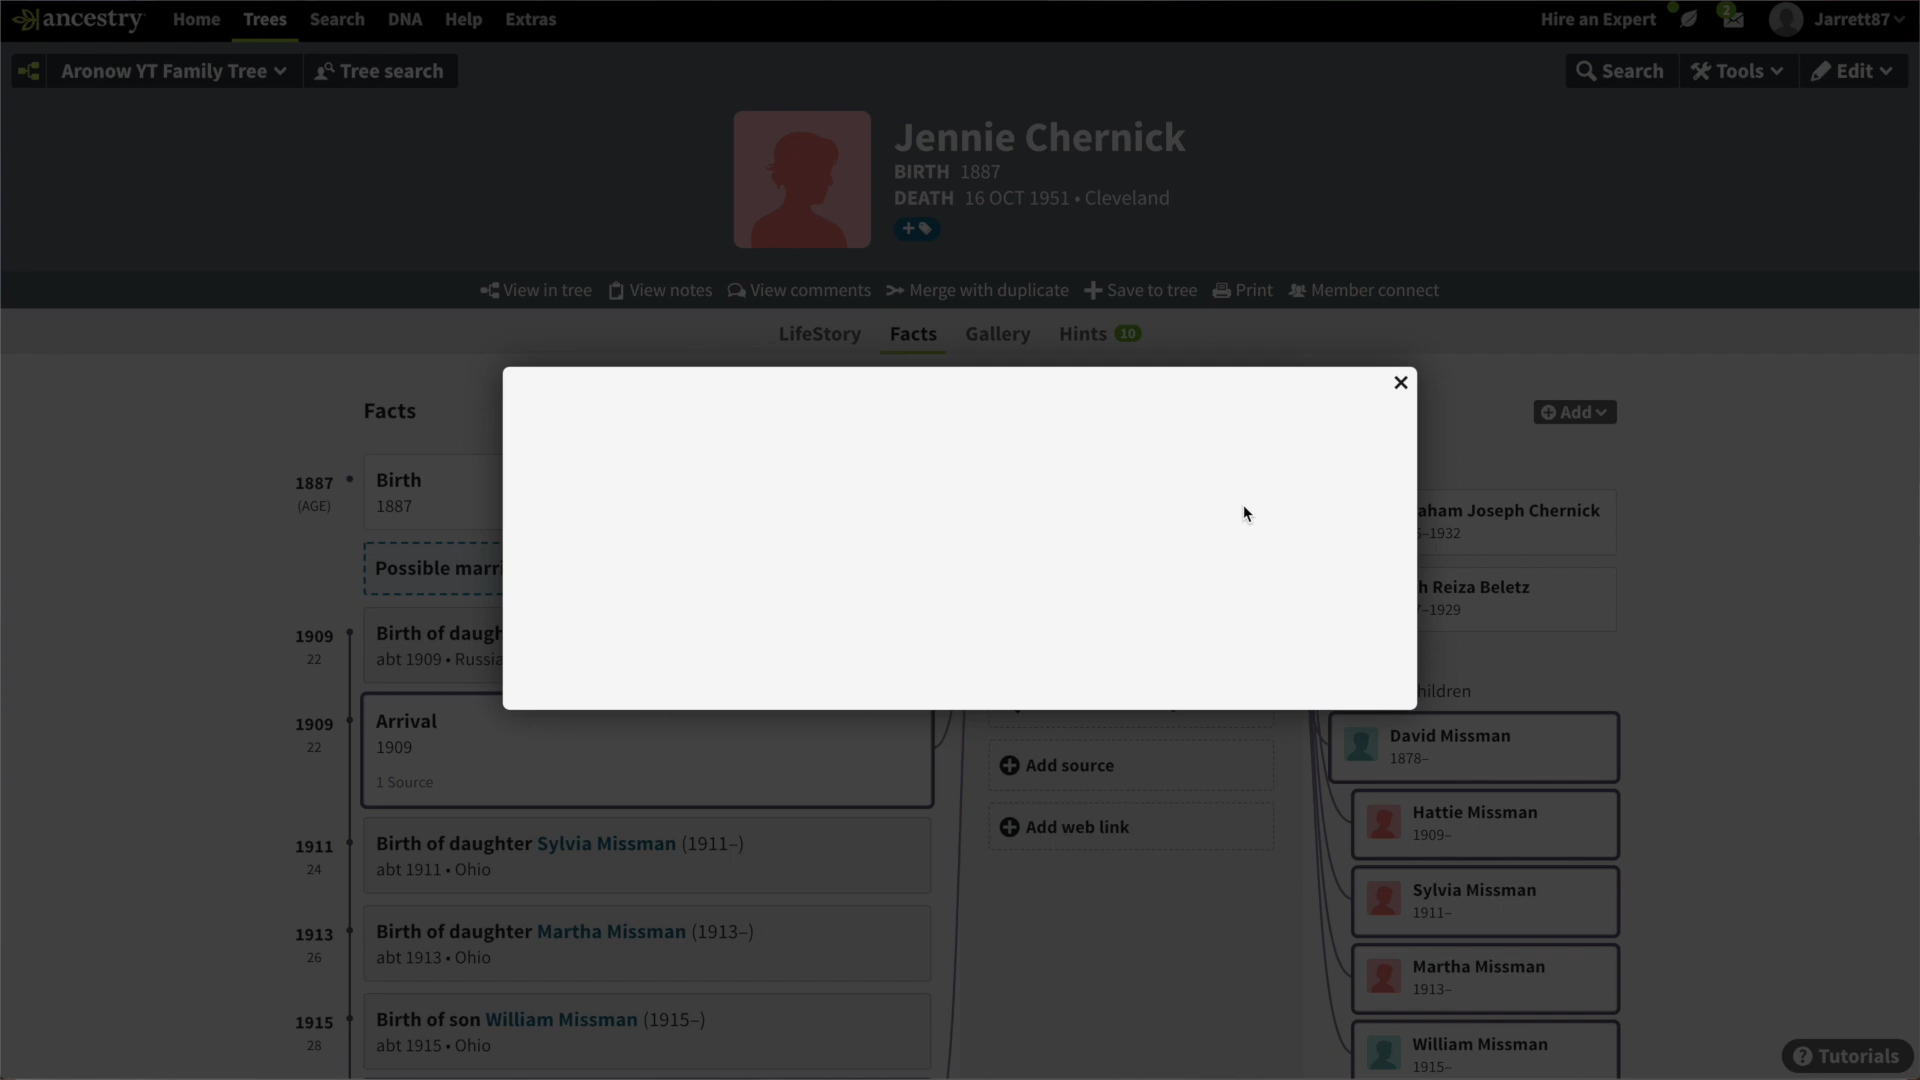 ancestry Home Trees Search DNA Help Extras Hire an Expert 2 Jarrett87
Aronow YT Family Tree Tree search Search Tools Edit
Jennie Chernick
BIRTH 1887
DEATH 16 OCT 1951 • Cleveland
View in tree View notes View comments Merge with duplicate Save to tree Print Member connect
LifeStory Facts Gallery Hints 10
Facts
Add
1887
(AGE)
Birth
1887
Possible marri
1909
22
Birth of daugh
abt 1909 • Russia
1909
22
Arrival
1909
1 Source
1911
24
Birth of daughter Sylvia Missman (1911–)
abt 1911 • Ohio
1913
26
Birth of daughter Martha Missman (1913–)
abt 1913 • Ohio
1915
28
Birth of son William Missman (1915–)
abt 1915 • Ohio
Add source
Add web link
aham Joseph Chernick
–1932
h Reiza Beletz
–1929
hildren
David Missman
1878–
Hattie Missman
1909–
Sylvia Missman
1911–
Martha Missman
1913–
William Missman
1915–
Tutorials